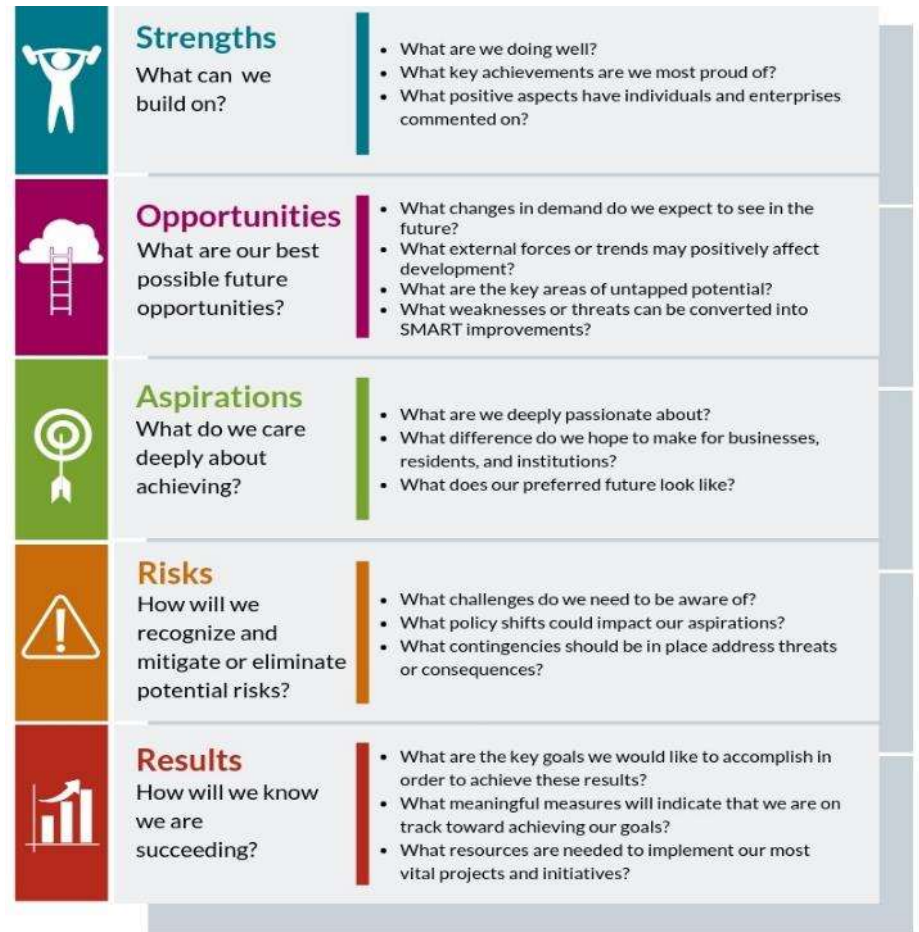 Strengths
What can we
build on?
• What are we doing well?
• What key achievements are we most proud of?
• What positive aspects have individuals and enterprises
commented on?
Opportunities
What are our best
possible future
opportunities?
• What changes in demand do we expect to see in the
future?
• What external forces or trends may positively affect
development?
• What are the key areas of untapped potential?
• What weaknesses or threats can be converted into
SMART improvements?
Aspirations
What do we care
deeply about
achieving?
• What are we deeply passionate about?
• What difference do we hope to make for businesses,
residents, and institutions?
• What does our preferred future look like?
Risks
How will we
recognize and
mitigate or eliminate
potential risks?
• What challenges do we need to be aware of?
• What policy shifts could impact our aspirations?
• What contingencies should be in place address threats
or consequences?
Results
How will we know
we are
succeeding?
• What are the key goals we would like to accomplish in
order to achieve these results?
• What meaningful measures will indicate that we are on
track toward achieving our goals?
• What resources are needed to implement our most
vital projects and initiatives?